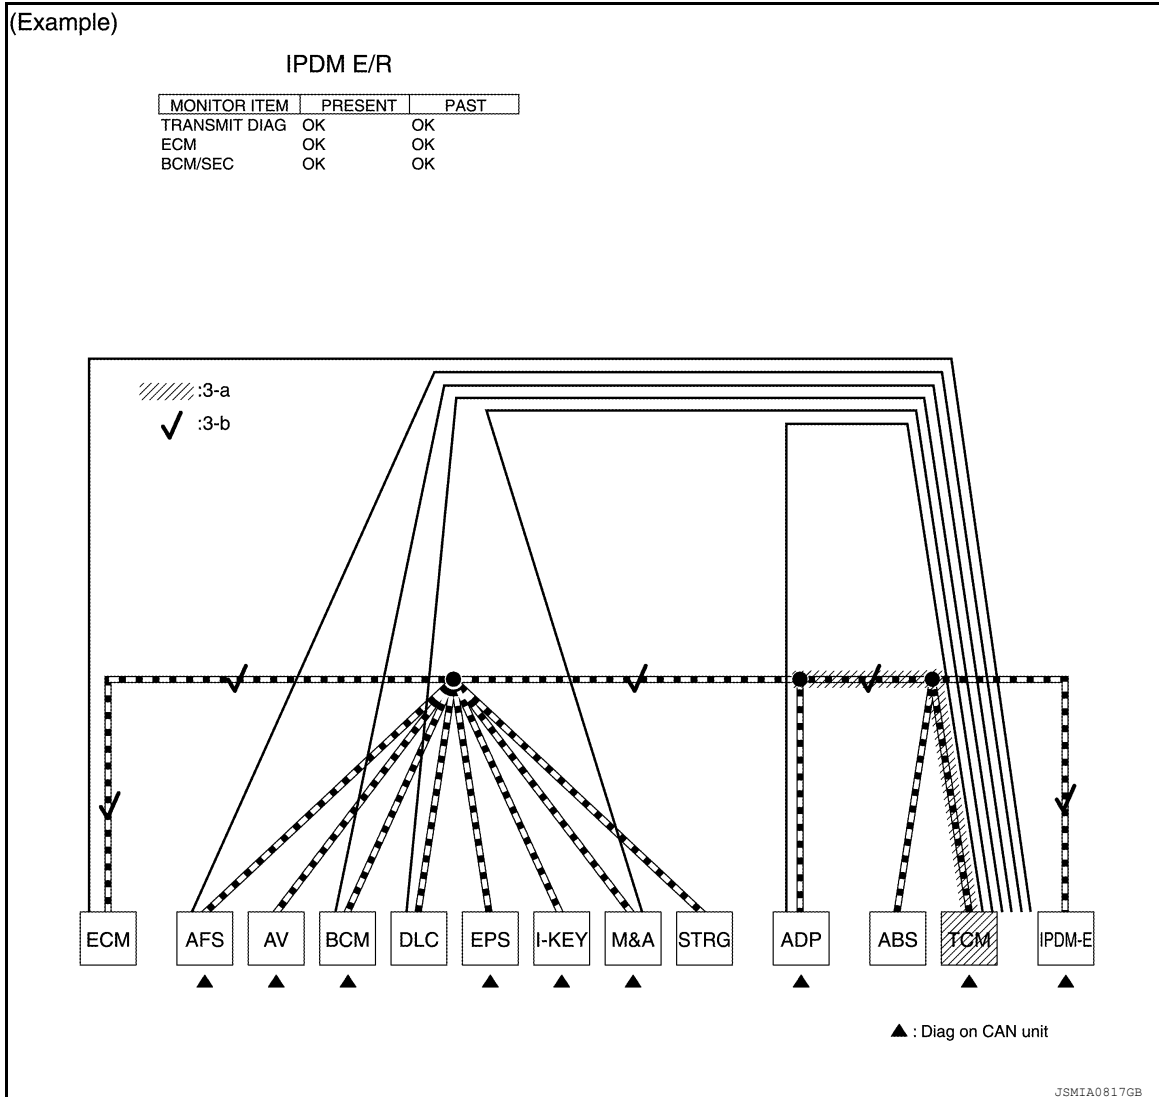 (Example)
IPDM E/R
MONITOR ITEM PRESENT PAST
TRANSMIT DIAG OK OK
ECM OK OK
BCM/SEC OK OK
:3-a
:3-b
ECM AFS AV BCM DLC EPS I-KEY M&A STRG ADP ABS TCM IPDM-E
▲ : Diag on CAN unit
JSMIA0817GB